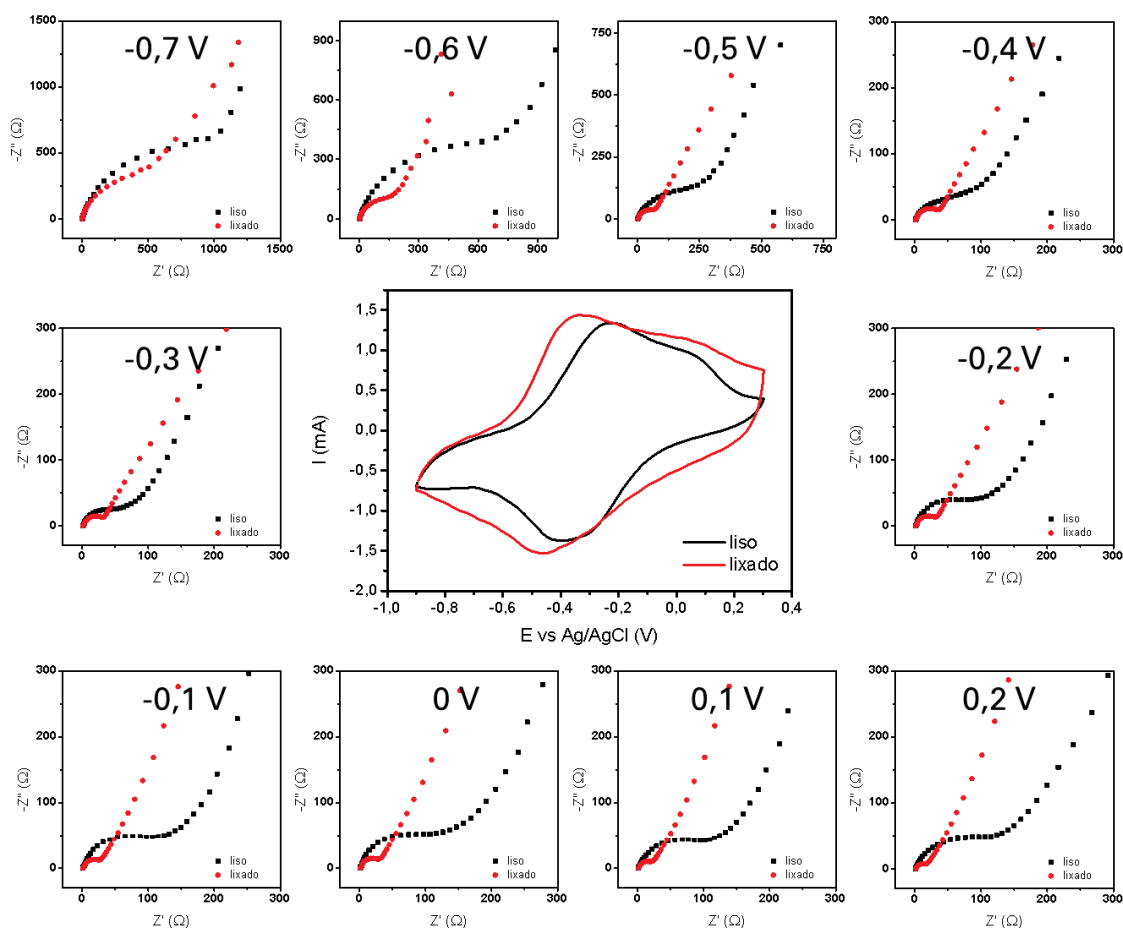 -0,7 V
-Z'' (Ω)
1500
1000
500
0
0 500 1000 1500
Z' (Ω)
liso
lixado
-0,6 V
-Z'' (Ω)
900
600
300
0
0 300 600 900
Z' (Ω)
liso
lixado
-0,5 V
-Z'' (Ω)
750
500
250
0
0 250 500 750
Z' (Ω)
liso
lixado
-0,4 V
-Z'' (Ω)
300
200
100
0
0 100 200 300
Z' (Ω)
liso
lixado
-0,3 V
-Z'' (Ω)
300
200
100
0
0 100 200 300
Z' (Ω)
liso
lixado
I (mA)
1,5
1,0
0,5
0,0
-0,5
-1,0
-1,5
-2,0
-1,0 -0,8 -0,6 -0,4 -0,2 0,0 0,2 0,4
E vs Ag/AgCl (V)
liso
lixado
-0,2 V
-Z'' (Ω)
300
200
100
0
0 100 200 300
Z' (Ω)
liso
lixado
-0,1 V
-Z'' (Ω)
300
200
100
0
0 100 200 300
Z' (Ω)
liso
lixado
0 V
-Z'' (Ω)
300
200
100
0
0 100 200 300
Z' (Ω)
liso
lixado
0,1 V
-Z'' (Ω)
300
200
100
0
0 100 200 300
Z' (Ω)
liso
lixado
0,2 V
-Z'' (Ω)
300
200
100
0
0 100 200 300
Z' (Ω)
liso
lixado